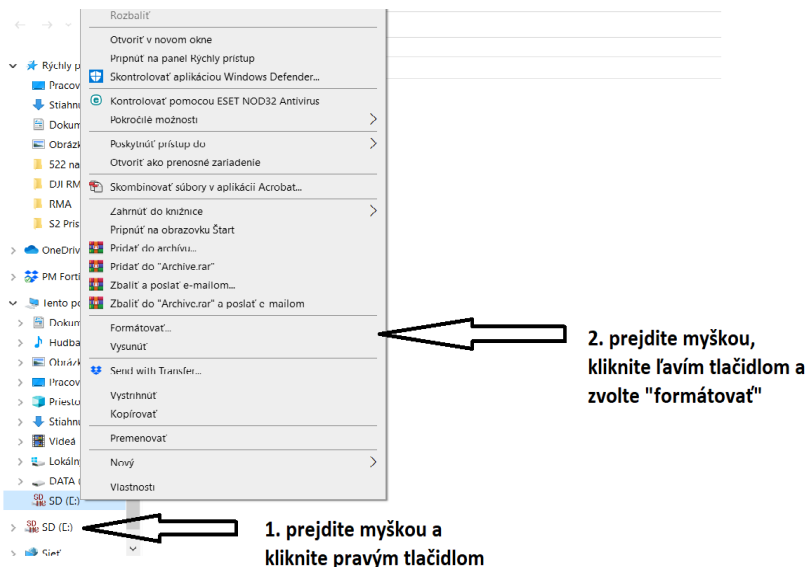 Rozbaliť
Otvoriť v novom okne
Pripnúť na panel Rýchly prístup
Skontrolovať aplikáciou Windows Defender...
Kontrolovať pomocou ESET NOD32 Antivirus
Pokročilé možnosti
Poskytnúť prístup do
Otvoriť ako prenosné zariadenie
Skombinovať súbory v aplikácii Acrobat...
Zahrnúť do knižnice
Pripnúť na obrazovku Štart
Pridať do archívu...
Pridať do "Archive.rar"
Zbaliť a poslať e-mailom...
Zbaliť do "Archive.rar" a poslať e-mailom
Formátovať...
Vysunúť
Send with Transfer...
Vystrihnúť
Kopírovať
Premenovať
Nový
Vlastnosti
Rýchly p
Pracov
Stiahnu
Dokum
Obrázk
522 na
DJI RM
RMA
S2 Pris
OneDriv
PM Forti
Tento po
Dokum
Hudba
Obrázk
Pracov
Priesto
Stiahnu
Videá
Lokáln
DATA (
SD (E:)
SD (E:)
Sieť
2. prejdite myškou,
kliknite ľavím tlačidlom a
zvolte "formátovať"
1. prejdite myškou a
kliknite pravým tlačidlom